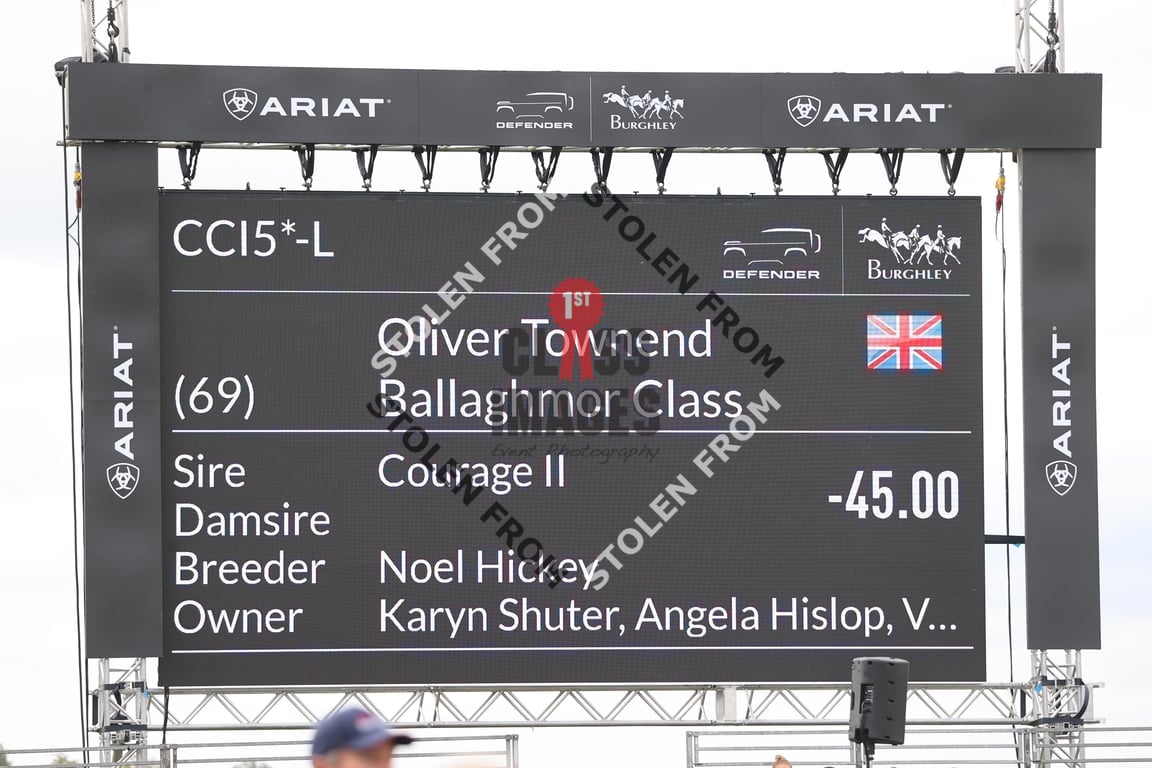 ARIAT
DEFENDER
BURGHLEY
ARIAT
CCI5*-L
DEFENDER
BURGHLEY
Oliver Townend
(69)
Ballaghmor Class
Sire
Courage II
-45.00
Damsire
Breeder
Noel Hickey
Owner
Karyn Shuter, Angela Hislop, V...
ARIAT
ARIAT
STOLEN FROM
STOLEN FROM
STOLEN FROM
STOLEN FROM
1ST
CLASS
IMAGES
Event Photography